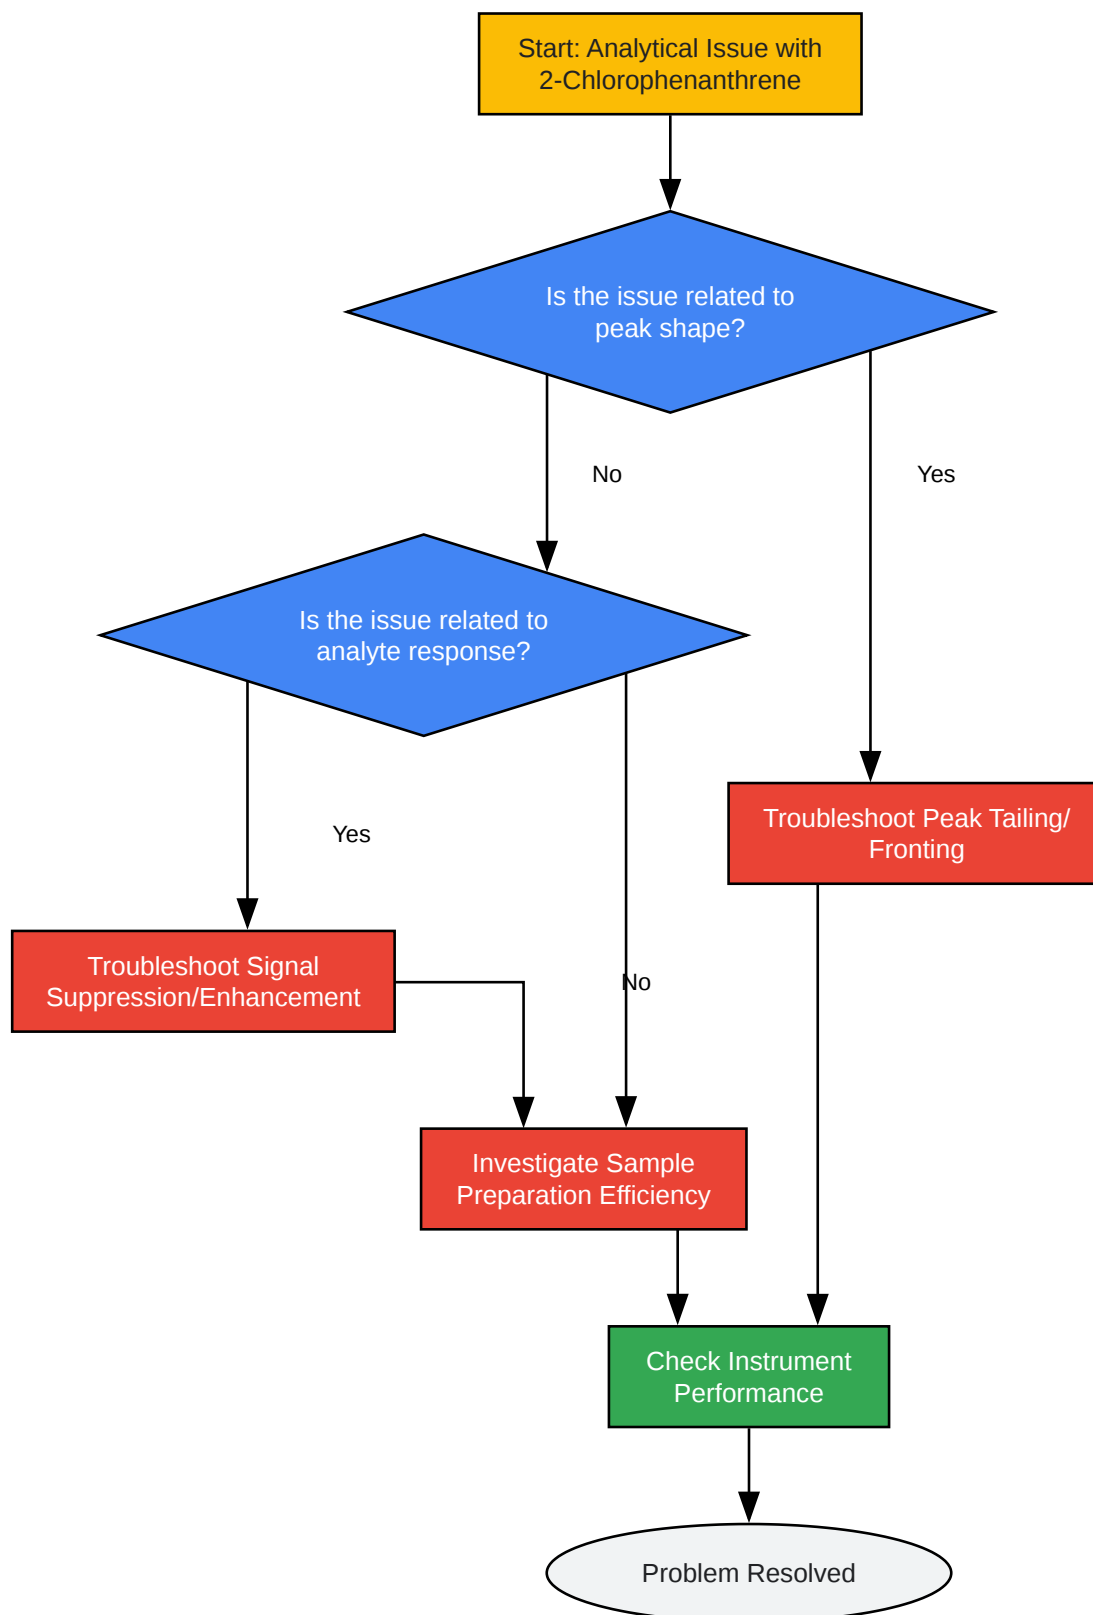 Start: Analytical Issue with
2-Chlorophenanthrene
Is the issue related to
peak shape?
No
Yes
Is the issue related to
analyte response?
Troubleshoot Peak Tailing/
Fronting
Yes
Troubleshoot Signal
Suppression/Enhancement
No
Investigate Sample
Preparation Efficiency
Check Instrument
Performance
Problem Resolved